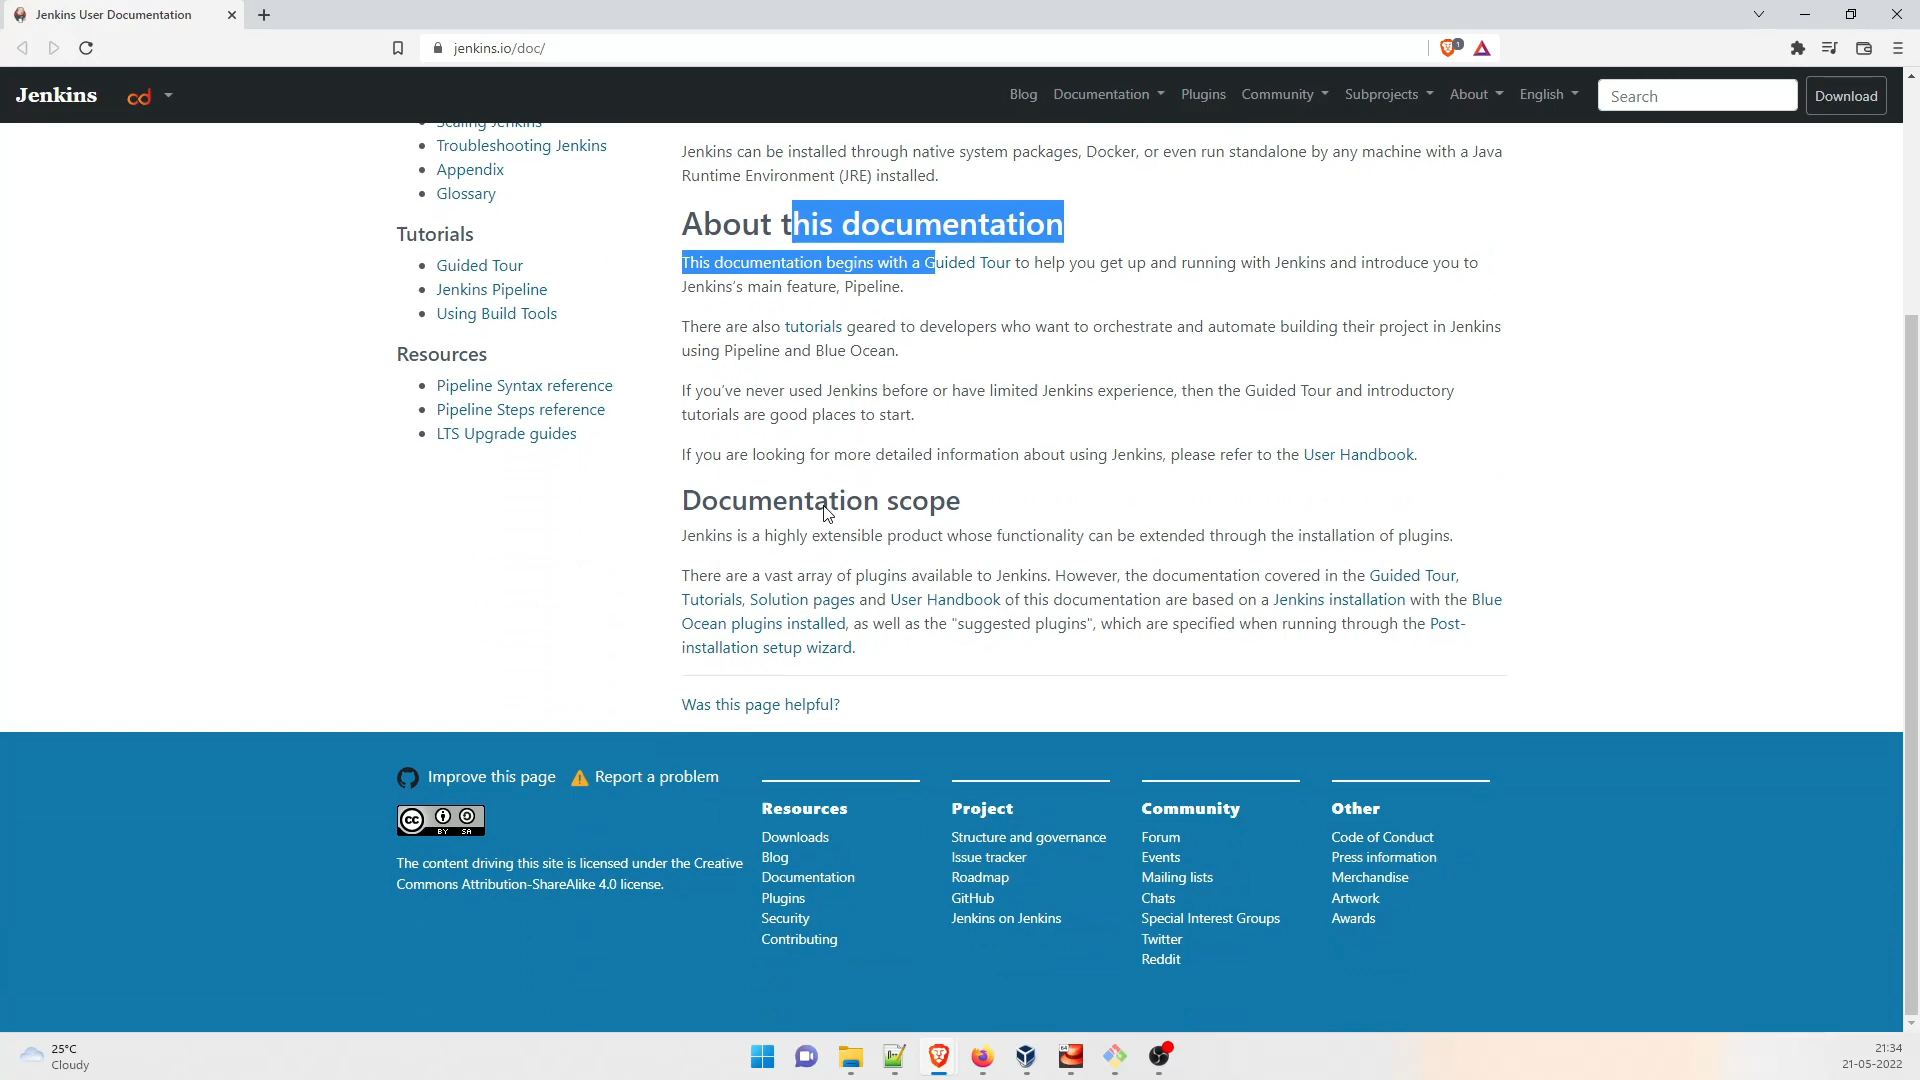 Jenkins User Documentation
jenkins.io/doc/
1
Jenkins
cd
Blog
Documentation
Plugins
Community
Subprojects
About
English
Search
Download
Scaling Jenkins
Troubleshooting Jenkins
Appendix
Glossary
Tutorials
Guided Tour
Jenkins Pipeline
Using Build Tools
Resources
Pipeline Syntax reference
Pipeline Steps reference
LTS Upgrade guides
Jenkins can be installed through native system packages, Docker, or even run standalone by any machine with a Java
Runtime Environment (JRE) installed.
About this documentation
This documentation begins with a Guided Tour to help you get up and running with Jenkins and introduce you to
Jenkins's main feature, Pipeline.
There are also tutorials geared to developers who want to orchestrate and automate building their project in Jenkins
using Pipeline and Blue Ocean.
If you've never used Jenkins before or have limited Jenkins experience, then the Guided Tour and introductory
tutorials are good places to start.
If you are looking for more detailed information about using Jenkins, please refer to the User Handbook.
Documentation scope
Jenkins is a highly extensible product whose functionality can be extended through the installation of plugins.
There are a vast array of plugins available to Jenkins. However, the documentation covered in the Guided Tour,
Tutorials, Solution pages and User Handbook of this documentation are based on a Jenkins installation with the Blue
Ocean plugins installed, as well as the "suggested plugins", which are specified when running through the Post-
installation setup wizard.
Was this page helpful?
Improve this page
Report a problem
cc
BY SA
The content driving this site is licensed under the Creative
Commons Attribution-ShareAlike 4.0 license.
Resources
Downloads
Blog
Documentation
Plugins
Security
Contributing
Project
Structure and governance
Issue tracker
Roadmap
GitHub
Jenkins on Jenkins
Community
Forum
Events
Mailing lists
Chats
Special Interest Groups
Twitter
Reddit
Other
Code of Conduct
Press information
Merchandise
Artwork
Awards
25°C
Cloudy
64
21:34
21-05-2022